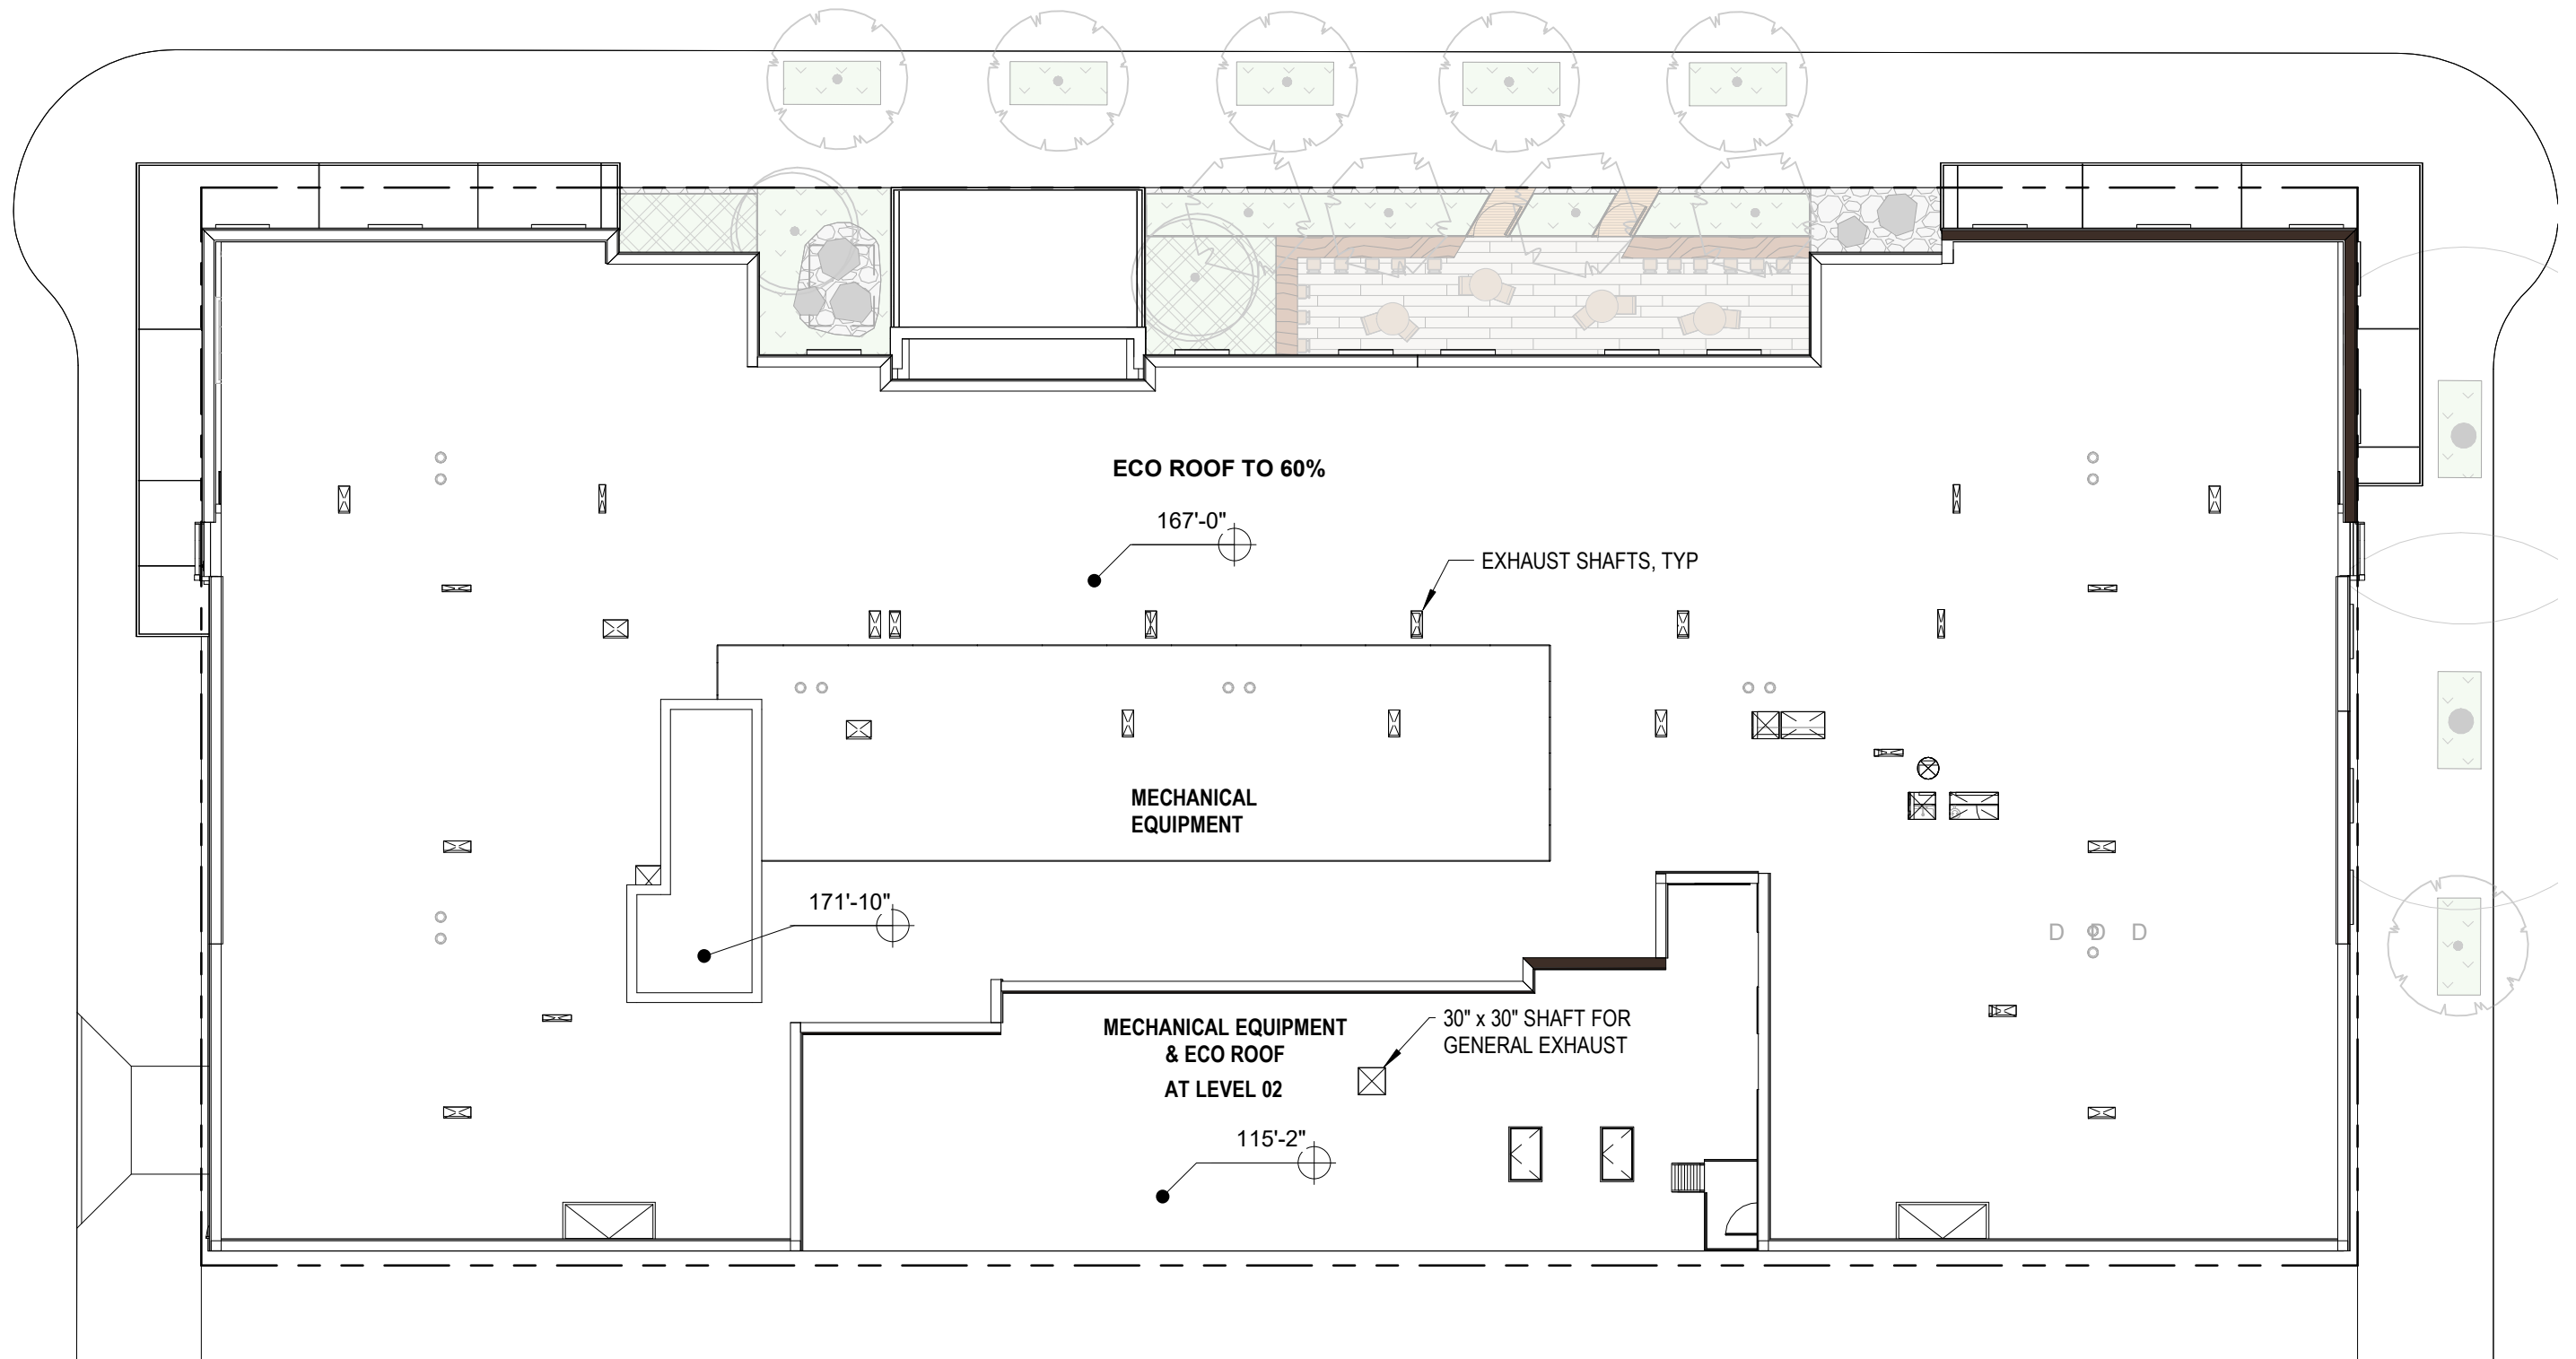 ECO ROOF TO 60%
167'-0"
EXHAUST SHAFTS, TYP
MECHANICAL
EQUIPMENT
171'-10"
D D D
MECHANICAL EQUIPMENT
& ECO ROOF
AT LEVEL 02
30" x 30" SHAFT FOR
GENERAL EXHAUST
115'-2"